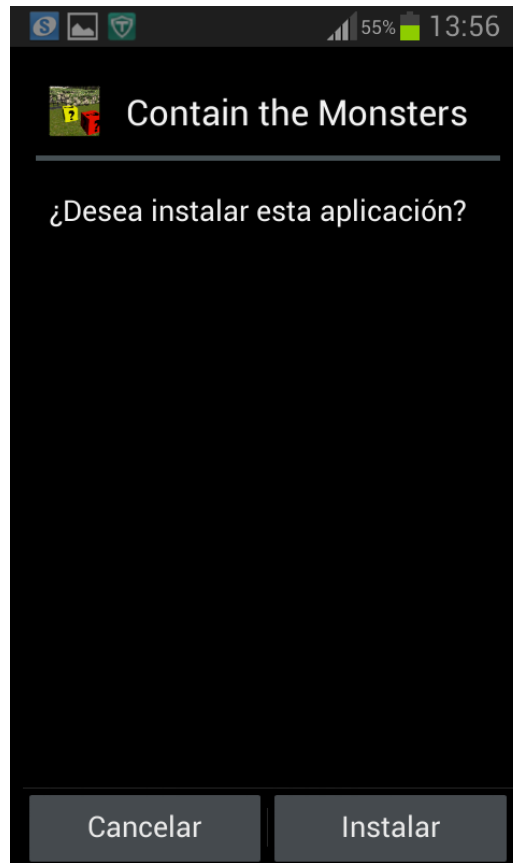 55% 13:56
Contain the Monsters
¿Desea instalar esta aplicación?
Cancelar Instalar